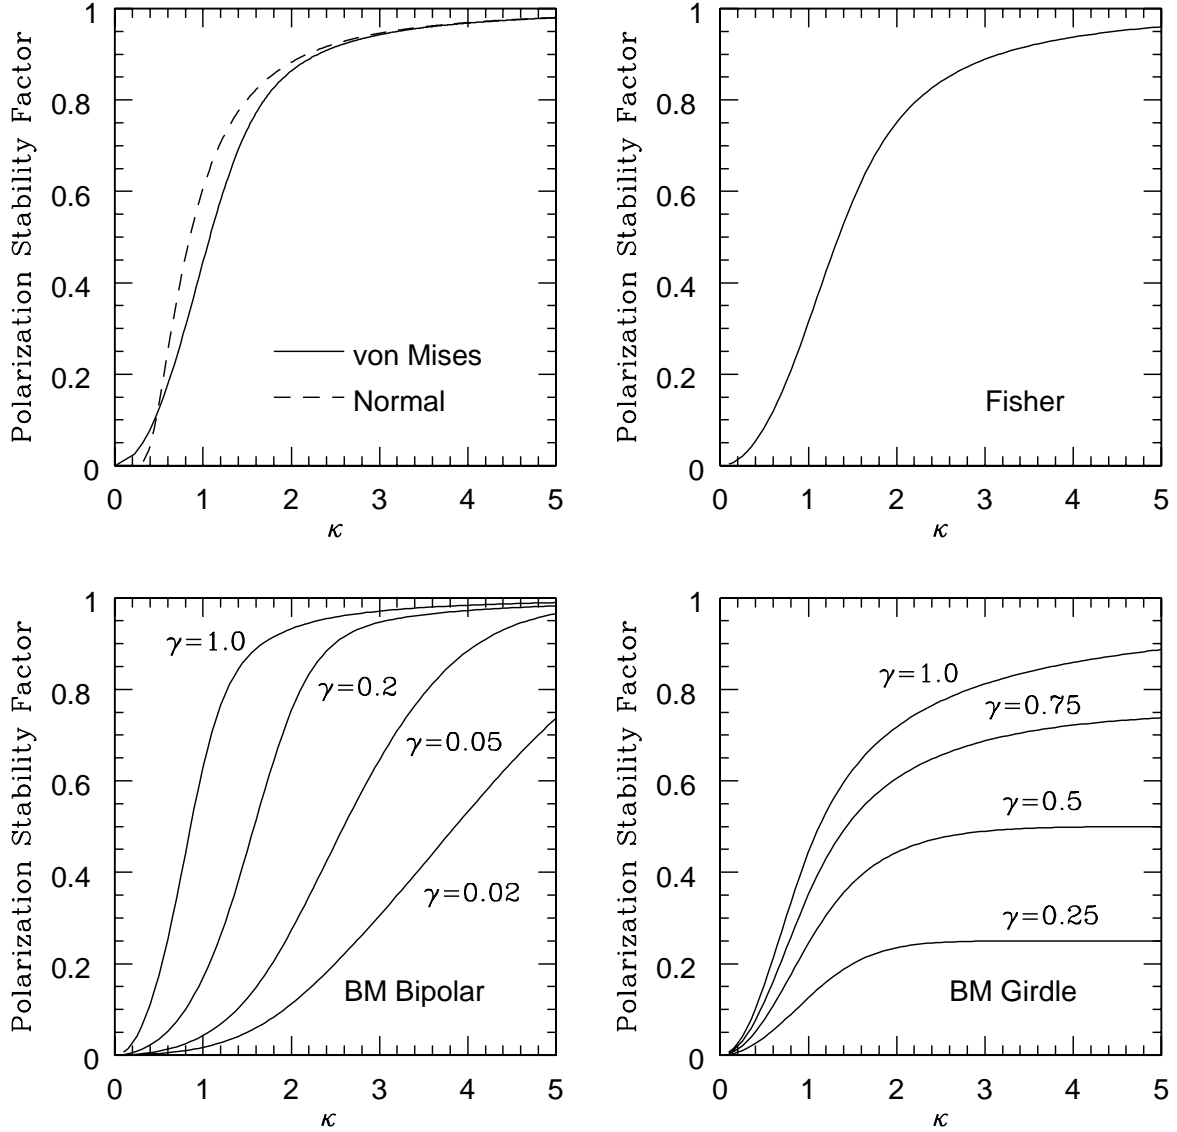 Polarization Stability Factor
1
0.8
0.6
0.4
0.2
0
0 1 2 3 4 5
κ
von Mises
Normal
Polarization Stability Factor
1
0.8
0.6
0.4
0.2
0
0 1 2 3 4 5
κ
Fisher
Polarization Stability Factor
1
0.8
0.6
0.4
0.2
0
0 1 2 3 4 5
κ
γ=1.0
γ=0.2
γ=0.05
γ=0.02
BM Bipolar
Polarization Stability Factor
1
0.8
0.6
0.4
0.2
0
0 1 2 3 4 5
κ
γ=1.0
γ=0.75
γ=0.5
γ=0.25
BM Girdle